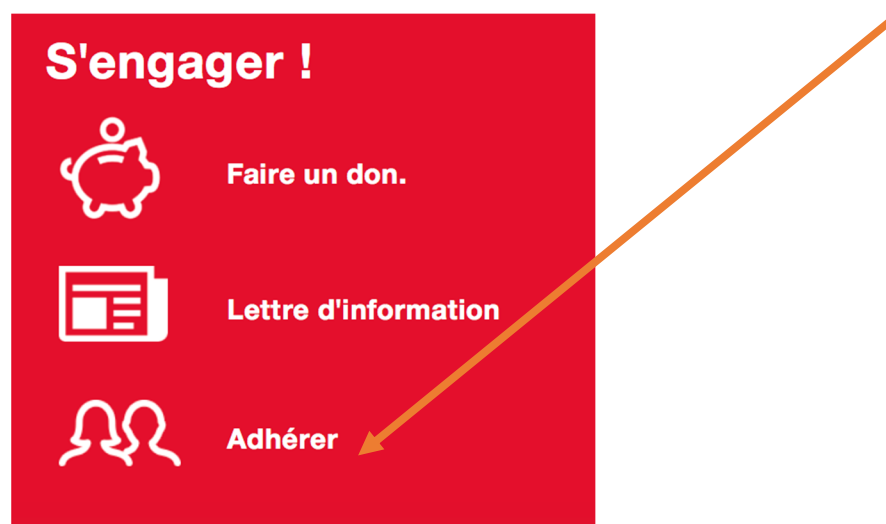 S'engager !
Faire un don.
Lettre d'information
Adhérer